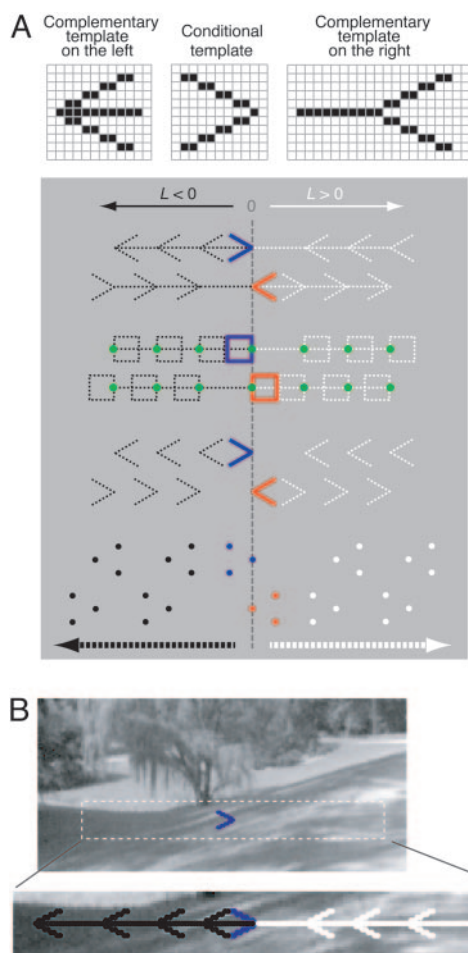 A
Complementary
template
on the left
Conditional
template
Complementary
template
on the right
L < 0
0
L > 0
B